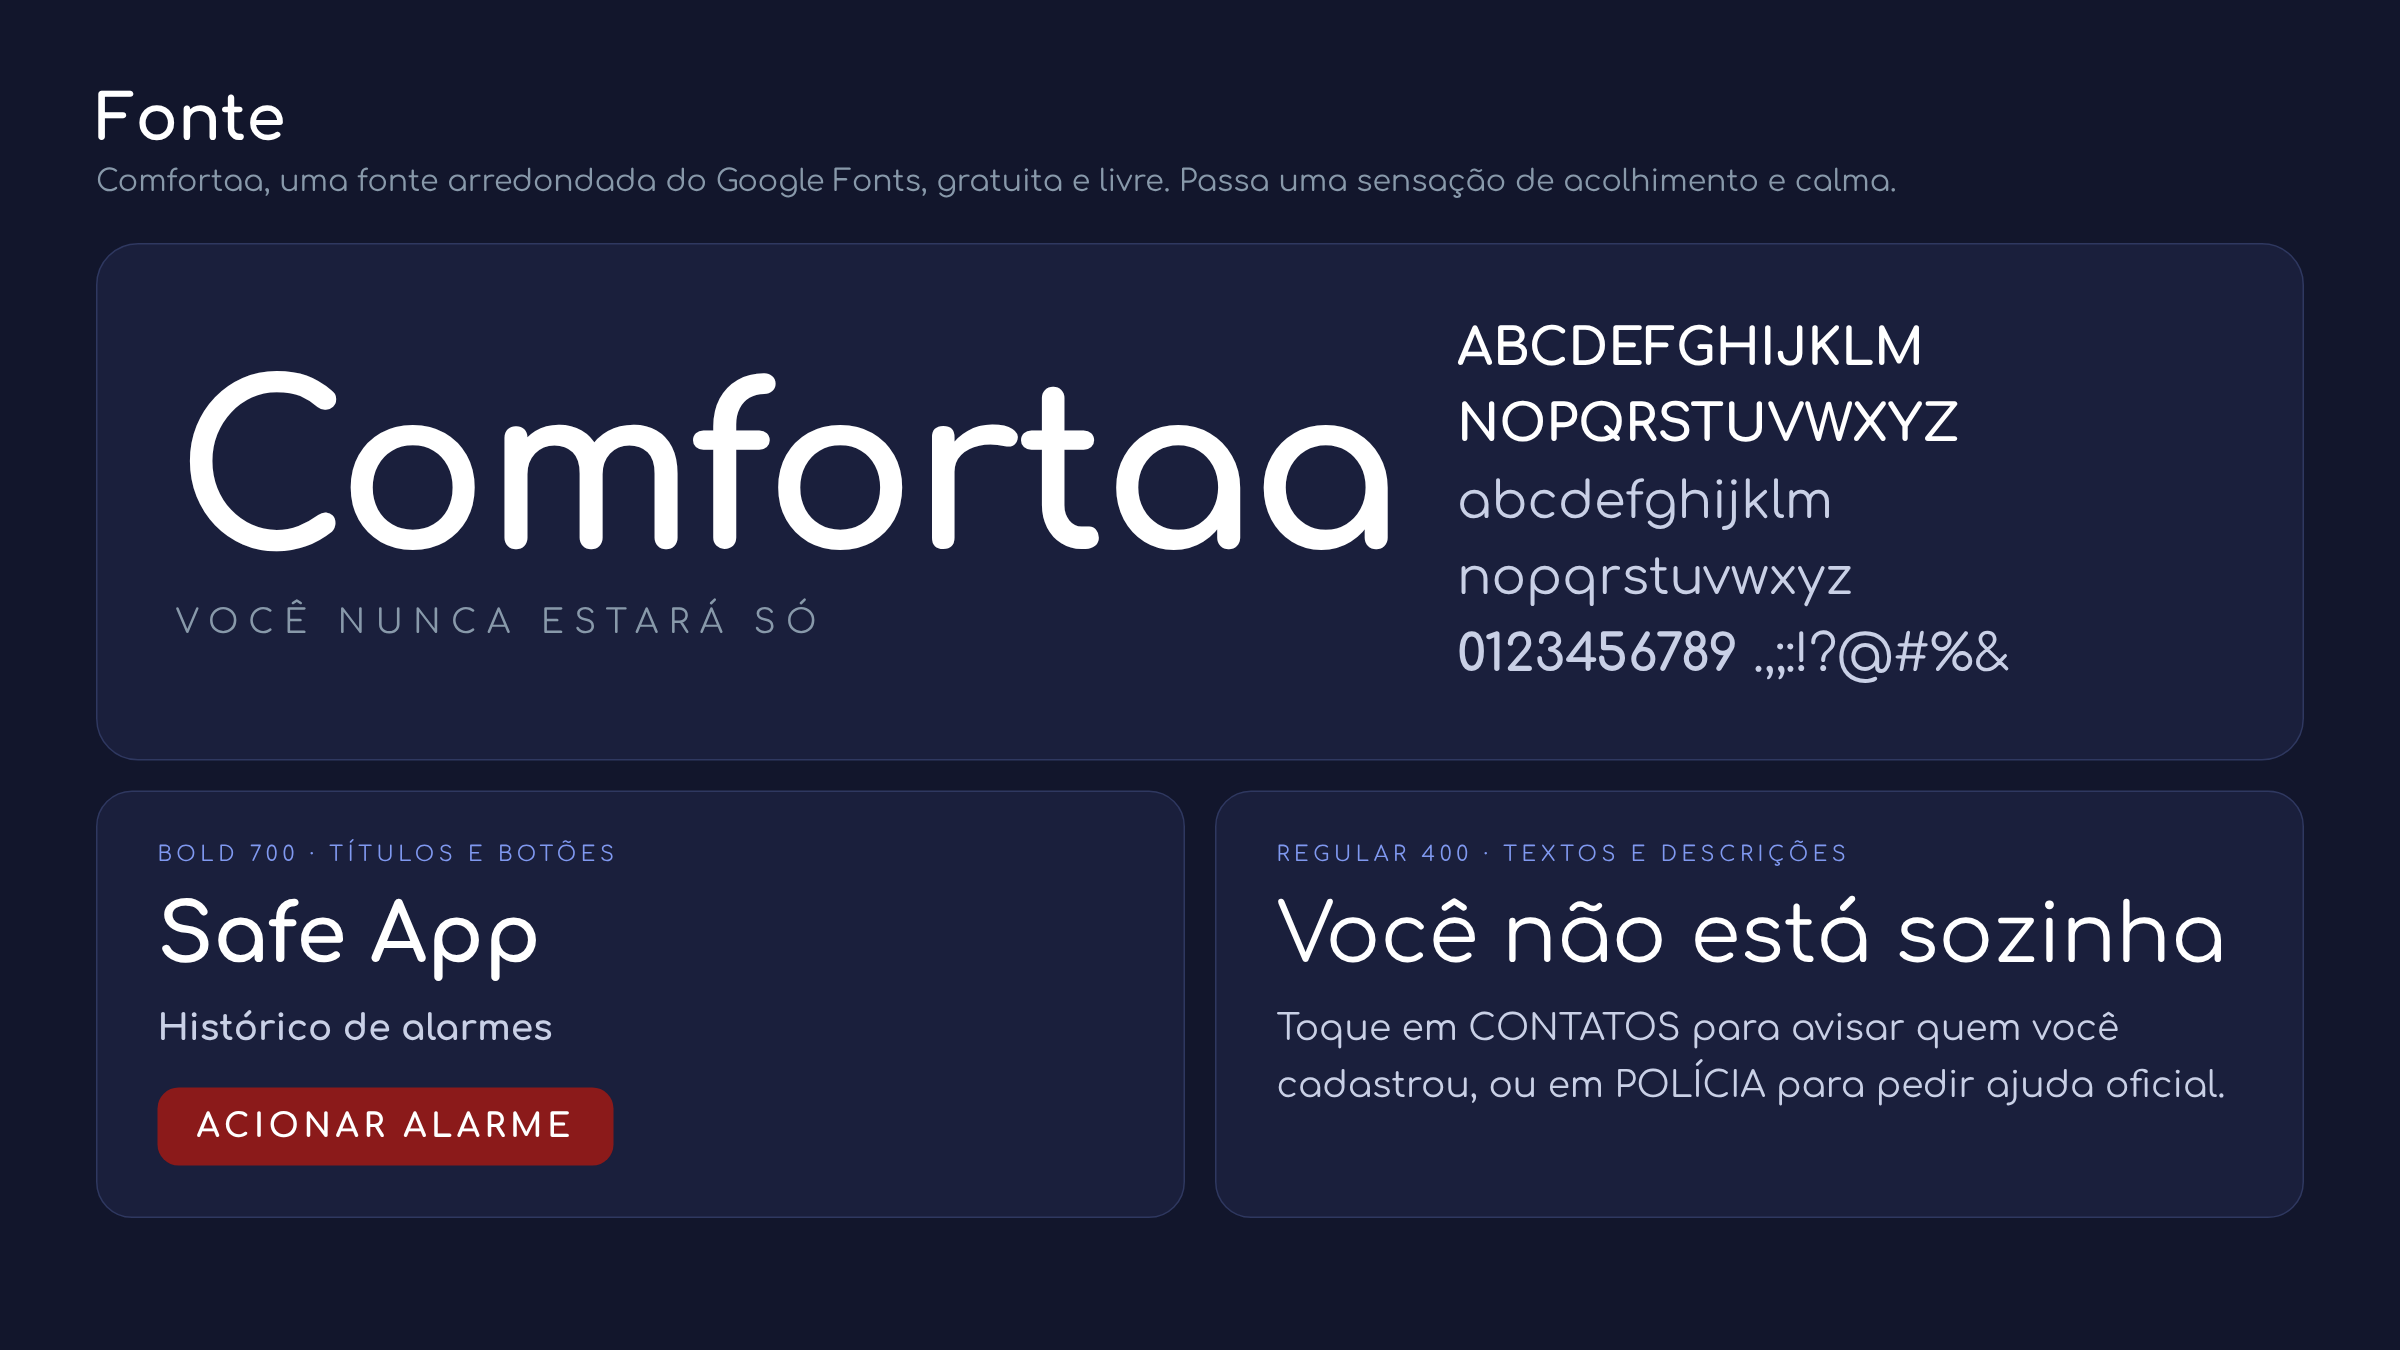 Fonte
Comfortaa, uma fonte arredondada do Google Fonts, gratuita e livre. Passa uma sensação de acolhimento e calma.
Comfortaa
VOCÊ NUNCA ESTARÁ SÓ
ABCDEFGHIJKLM
NOPQRSTUVWXYZ
abcdefghijklm
nopqrstuvwxyz
0123456789 .,;:!?@#%&
BOLD 700 · TÍTULOS E BOTÕES
Safe App
Histórico de alarmes
ACIONAR ALARME
REGULAR 400 · TEXTOS E DESCRIÇÕES
Você não está sozinha
Toque em CONTATOS para avisar quem você
cadastrou, ou em POLÍCIA para pedir ajuda oficial.